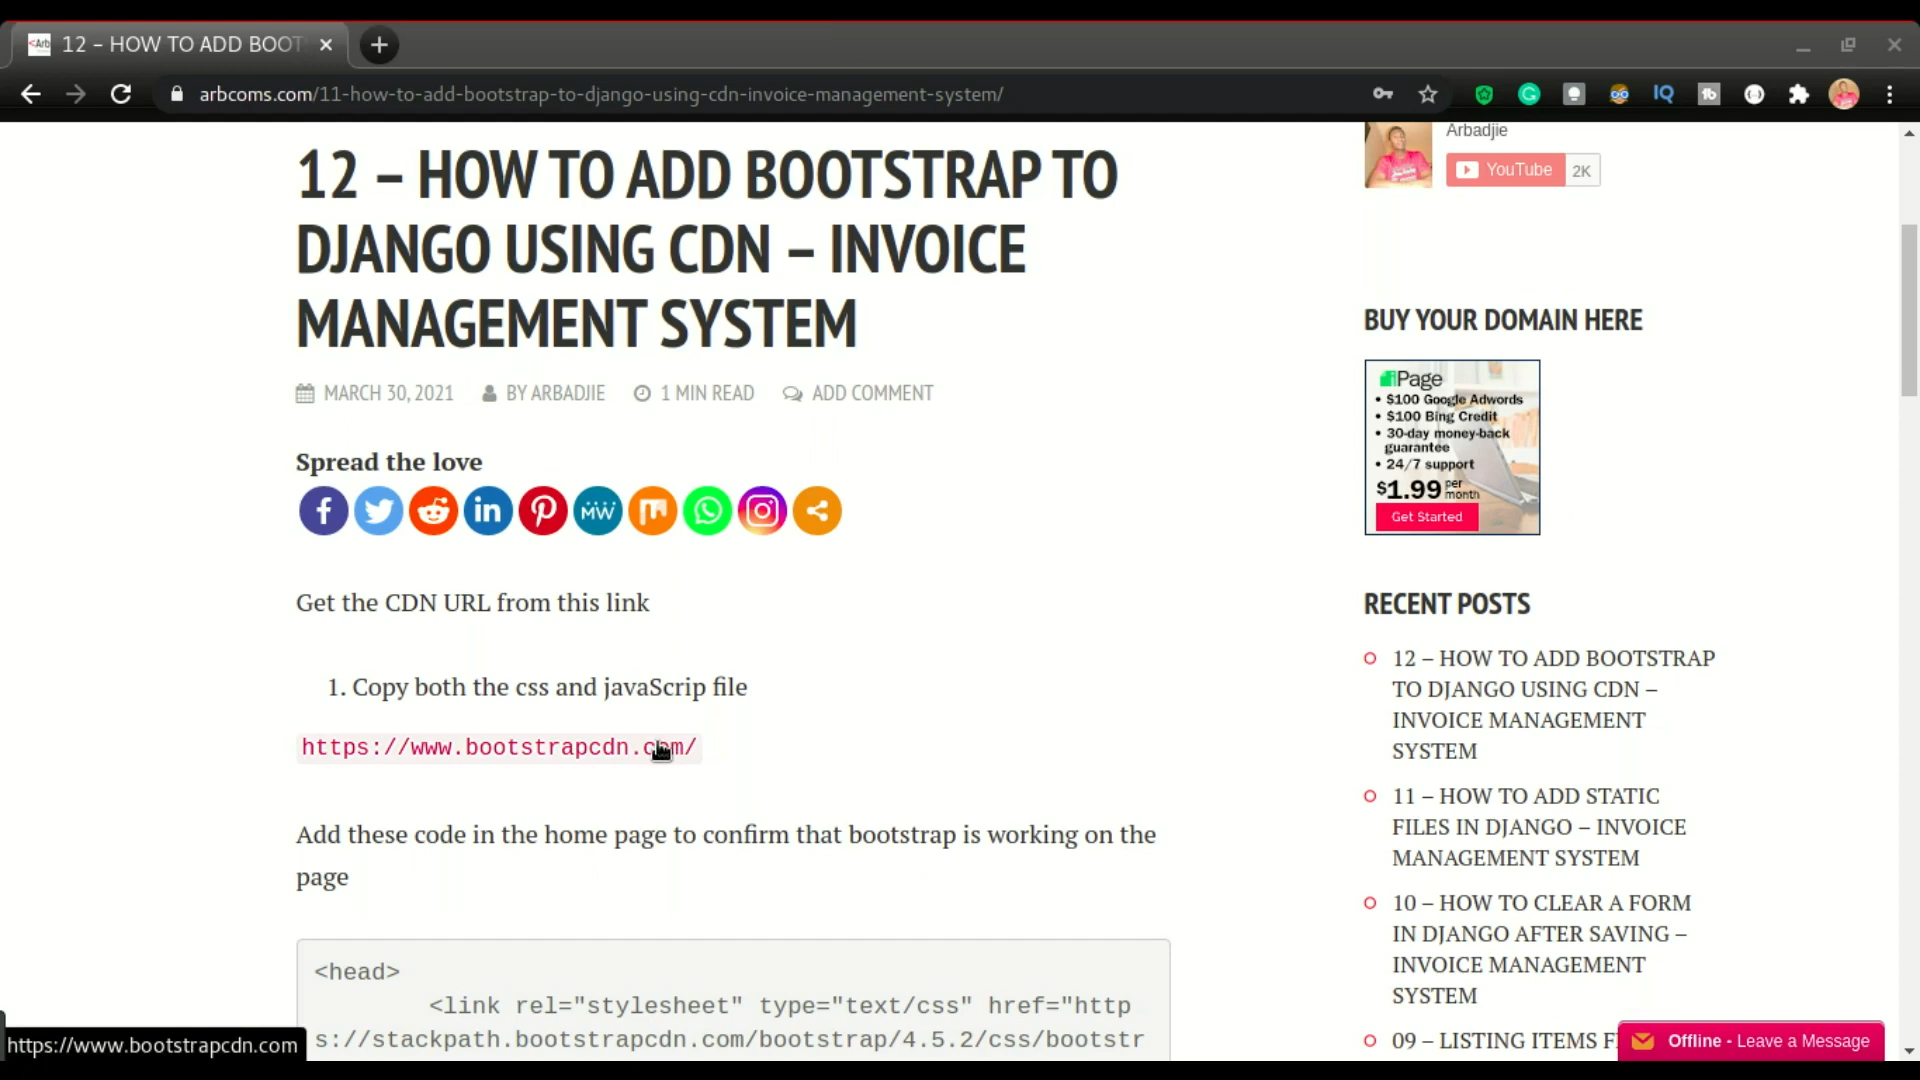 12 – HOW TO ADD BOOT
arbcoms.com/11-how-to-add-bootstrap-to-django-using-cdn-invoice-management-system/
IQ
12 – HOW TO ADD BOOTSTRAP TO
DJANGO USING CDN – INVOICE
MANAGEMENT SYSTEM
MARCH 30, 2021 BY ARBADJIE 1 MIN READ ADD COMMENT
Spread the love
Get the CDN URL from this link
1. Copy both the css and javaScrip file
https://www.bootstrapcdn.com/
Add these code in the home page to confirm that bootstrap is working on the
page
<head>
<link rel="stylesheet" type="text/css" href="http
s://stackpath.bootstrapcdn.com/bootstrap/4.5.2/css/bootstr
https://www.bootstrapcdn.com
Arbadjie
YouTube 2K
BUY YOUR DOMAIN HERE
iPage
• $100 Google Adwords
• $100 Bing Credit
• 30-day money-back
guarantee
• 24/7 support
$1.99 per month
Get Started
RECENT POSTS
12 – HOW TO ADD BOOTSTRAP
TO DJANGO USING CDN –
INVOICE MANAGEMENT
SYSTEM
11 – HOW TO ADD STATIC
FILES IN DJANGO – INVOICE
MANAGEMENT SYSTEM
10 – HOW TO CLEAR A FORM
IN DJANGO AFTER SAVING –
INVOICE MANAGEMENT
SYSTEM
09 – LISTING ITEMS F
Offline - Leave a Message